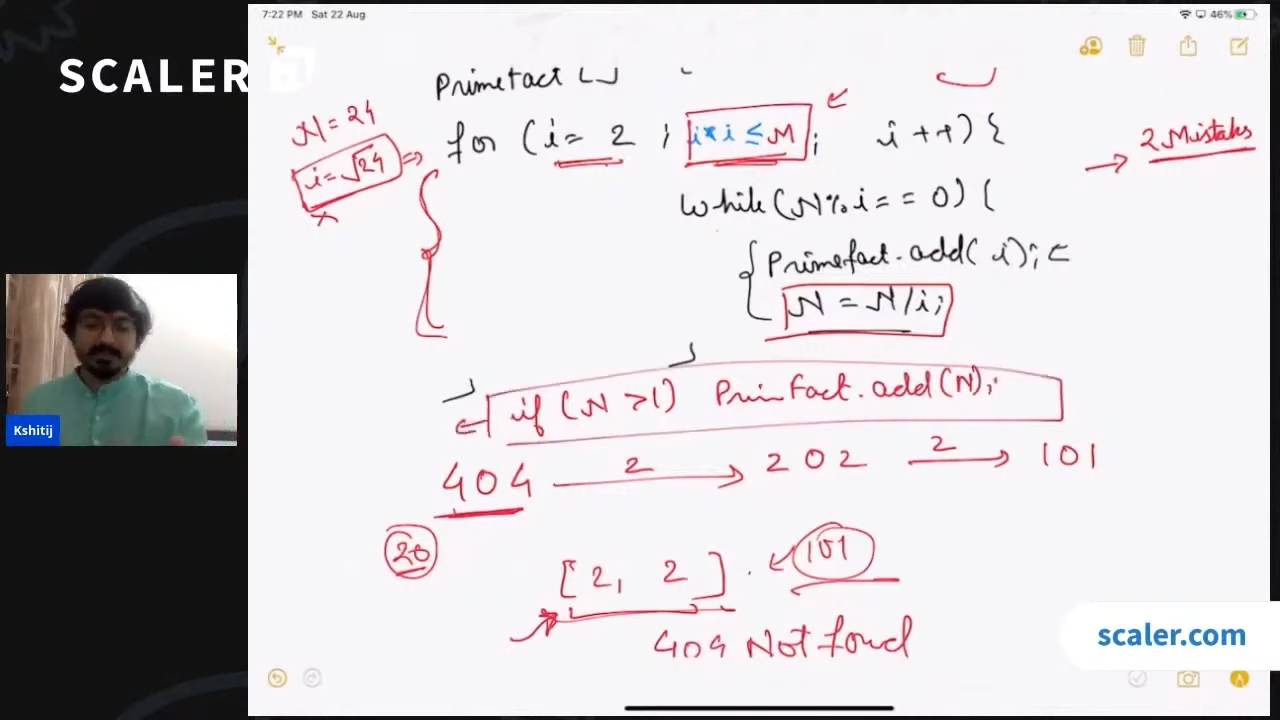 7:22 PM Sat 22 Aug
46%
SCALER
Primefact [ ]
N = 24
for (i = 2 ; i*i ≤ N ; i++) {
2 Mistakes
i = √24 ⇒
x
while (N % i == 0) {
{ Primefact.add( i);
N = N/i;
if (N >1) PrimFact.add(N);
404 2 202 2 101
Kshitij
20
[2, 2] . 101
404 Not found
scaler.com